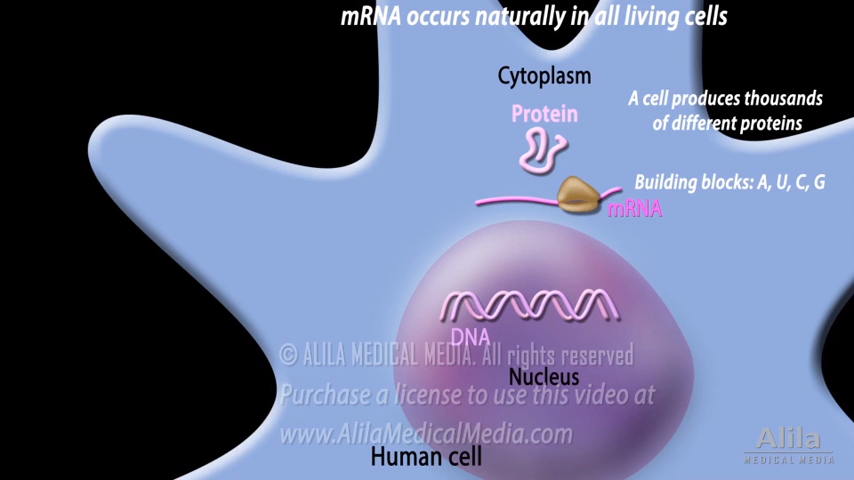 mRNA occurs naturally in all living cells
Cytoplasm
A cell produces thousands
of different proteins
Protein
Building blocks: A, U, C, G
mRNA
DNA
© ALILA MEDICAL MEDIA. All rights reserved
Nucleus
Purchase a license to use this video at
www.AlilaMedicalMedia.com
Human cell
Alila
MEDICAL MEDIA